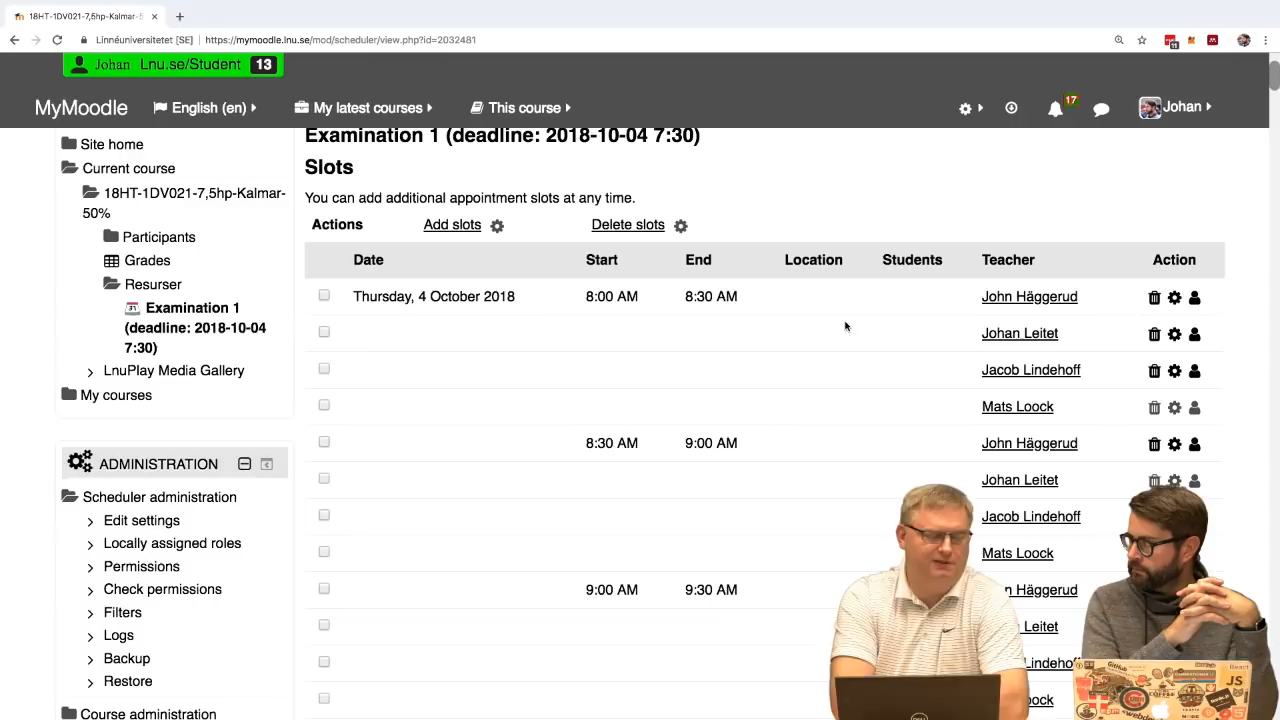 18HT-1DV021-7,5hp-Kalmar-
Linnéuniversitetet [SE] | https://mymoodle.lnu.se/mod/scheduler/view.php?id=2032481
Johan Lnu.se/Student 13
MyMoodle English (en) My latest courses This course 17 Johan
Site home
Current course
18HT-1DV021-7,5hp-Kalmar-
50%
Participants
Grades
Resurser
Examination 1
(deadline: 2018-10-04
7:30)
LnuPlay Media Gallery
My courses
ADMINISTRATION
Scheduler administration
Edit settings
Locally assigned roles
Permissions
Check permissions
Filters
Logs
Backup
Restore
Course administration
Examination 1 (deadline: 2018-10-04 7:30)
Slots
You can add additional appointment slots at any time.
Actions Add slots Delete slots
Date Start End Location Students Teacher Action
Thursday, 4 October 2018 8:00 AM 8:30 AM John Häggerud
Johan Leitet
Jacob Lindehoff
Mats Loock
8:30 AM 9:00 AM John Häggerud
Johan Leitet
Jacob Lindehoff
Mats Loock
9:00 AM 9:30 AM n Häggerud
Leitet
Lindehoff
ock
GitHub
React
JS